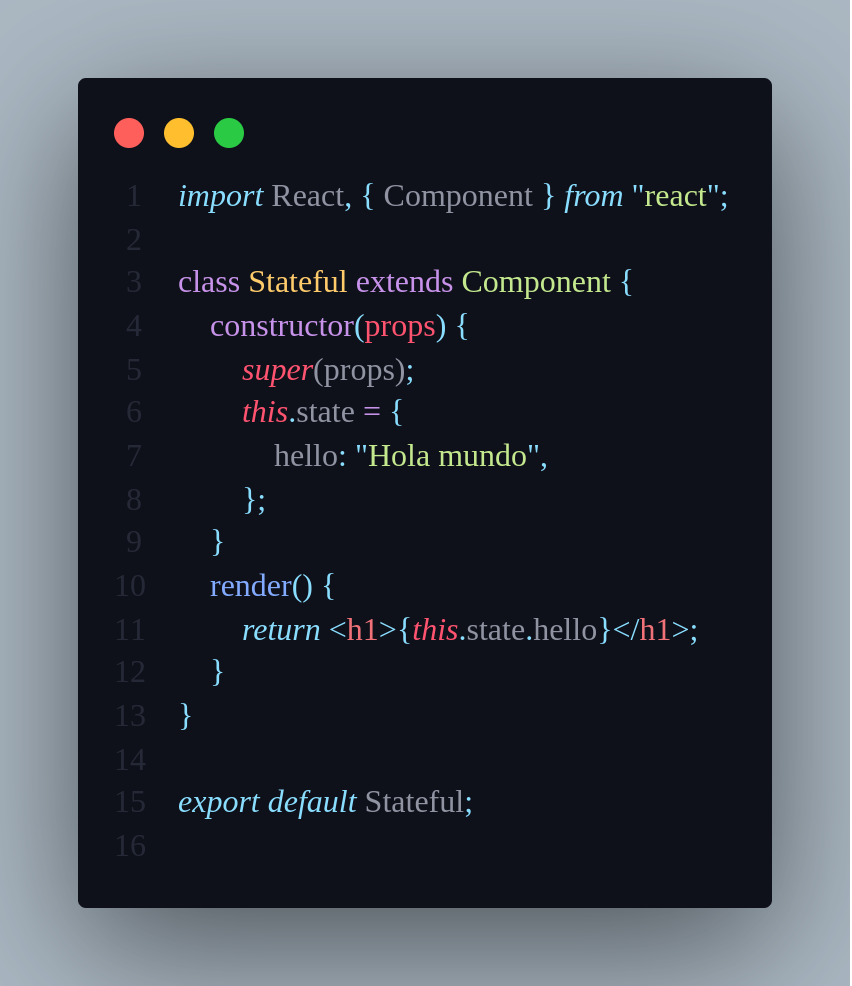 1 import React, { Component } from "react";
2
3 class Stateful extends Component {
4     constructor(props) {
5         super(props);
6         this.state = {
7             hello: "Hola mundo",
8         };
9     }
10     render() {
11         return <h1>{this.state.hello}</h1>;
12     }
13 }
14
15 export default Stateful;
16